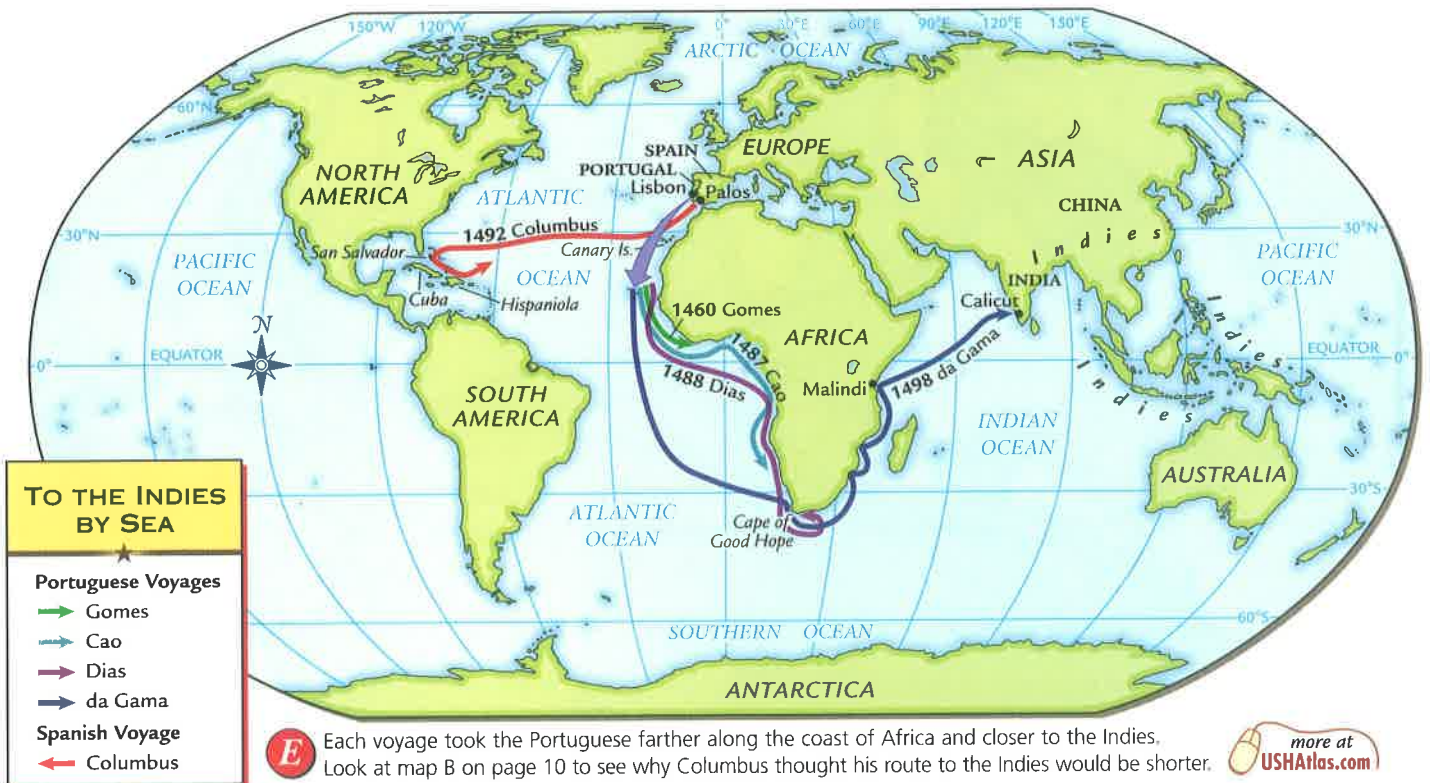 150°W
120°W
0°
30°E
60°E
90°E
120°E
150°E
ARCTIC OCEAN
60°N
NORTH
AMERICA
EUROPE
ASIA
SPAIN
PORTUGAL
Lisbon
Palos
ATLANTIC
OCEAN
CHINA
Indies
30°N
1492 Columbus
30°N
San Salvador
Canary Is.
PACIFIC
OCEAN
PACIFIC
OCEAN
INDIA
Calicut
Cuba
Hispaniola
1460 Gomes
AFRICA
Indies
N
EQUATOR
0°
1487 Cao
1488 Dias
Malindi
1498 da Gama
Indies
EQUATOR
0°
SOUTH
AMERICA
INDIAN
OCEAN
AUSTRALIA
30°S
ATLANTIC
OCEAN
Cape of
Good Hope
60°S
SOUTHERN OCEAN
ANTARCTICA
TO THE INDIES
BY SEA
Portuguese Voyages
Gomes
Cao
Dias
da Gama
Spanish Voyage
Columbus
E
Each voyage took the Portuguese farther along the coast of Africa and closer to the Indies.
Look at map B on page 10 to see why Columbus thought his route to the Indies would be shorter.
more at
USHAtlas.com